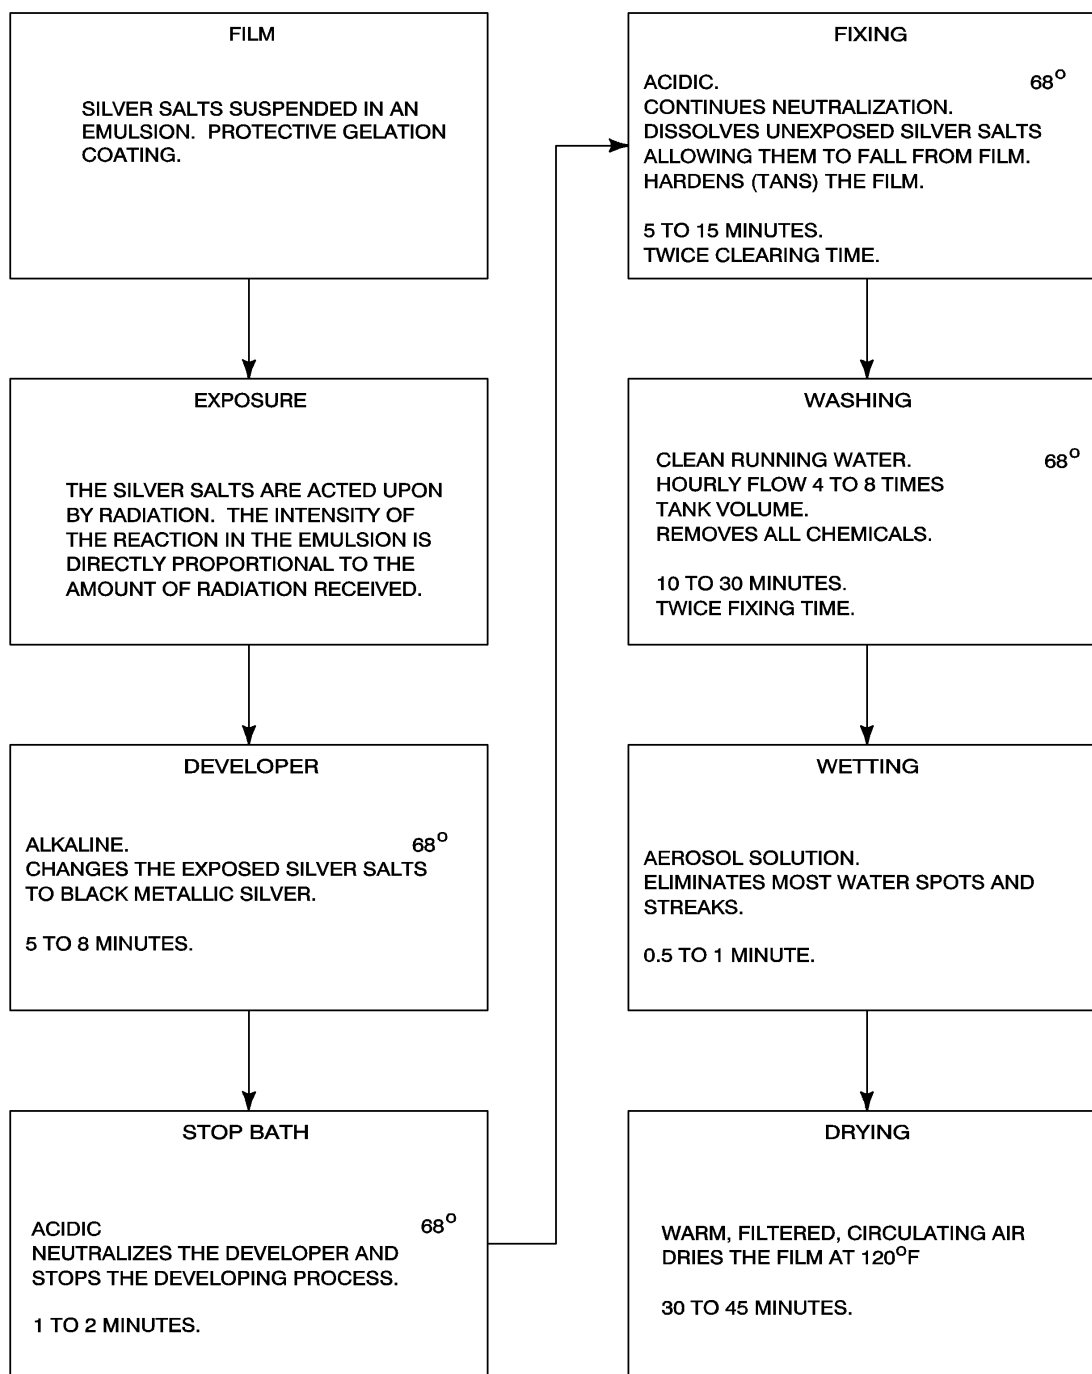 FILM
SILVER SALTS SUSPENDED IN AN
EMULSION. PROTECTIVE GELATION
COATING.
EXPOSURE
THE SILVER SALTS ARE ACTED UPON
BY RADIATION. THE INTENSITY OF
THE REACTION IN THE EMULSION IS
DIRECTLY PROPORTIONAL TO THE
AMOUNT OF RADIATION RECEIVED.
DEVELOPER
ALKALINE. 68°
CHANGES THE EXPOSED SILVER SALTS
TO BLACK METALLIC SILVER.
5 TO 8 MINUTES.
STOP BATH
ACIDIC 68°
NEUTRALIZES THE DEVELOPER AND
STOPS THE DEVELOPING PROCESS.
1 TO 2 MINUTES.
FIXING
ACIDIC. 68°
CONTINUES NEUTRALIZATION.
DISSOLVES UNEXPOSED SILVER SALTS
ALLOWING THEM TO FALL FROM FILM.
HARDENS (TANS) THE FILM.
5 TO 15 MINUTES.
TWICE CLEARING TIME.
WASHING
CLEAN RUNNING WATER. 68°
HOURLY FLOW 4 TO 8 TIMES
TANK VOLUME.
REMOVES ALL CHEMICALS.
10 TO 30 MINUTES.
TWICE FIXING TIME.
WETTING
AEROSOL SOLUTION.
ELIMINATES MOST WATER SPOTS AND
STREAKS.
0.5 TO 1 MINUTE.
DRYING
WARM, FILTERED, CIRCULATING AIR
DRIES THE FILM AT 120°F
30 TO 45 MINUTES.